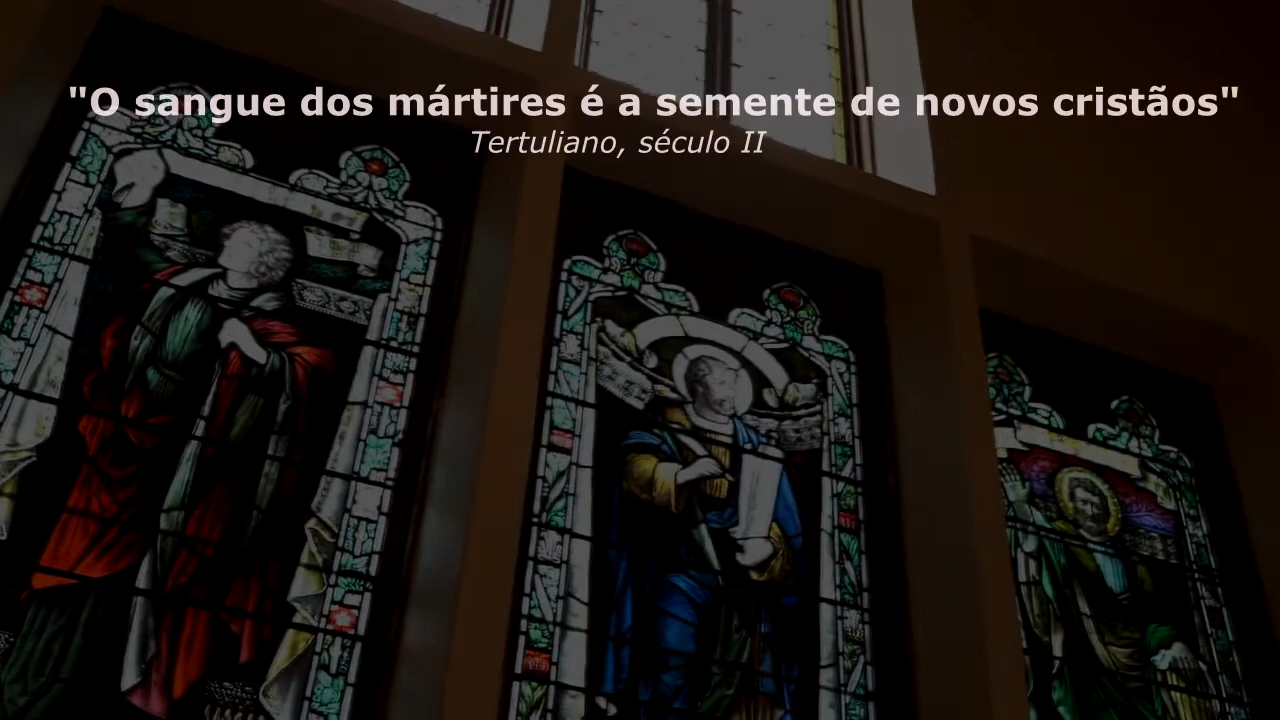 "O sangue dos mártires é a semente de novos cristãos"
Tertuliano, século II